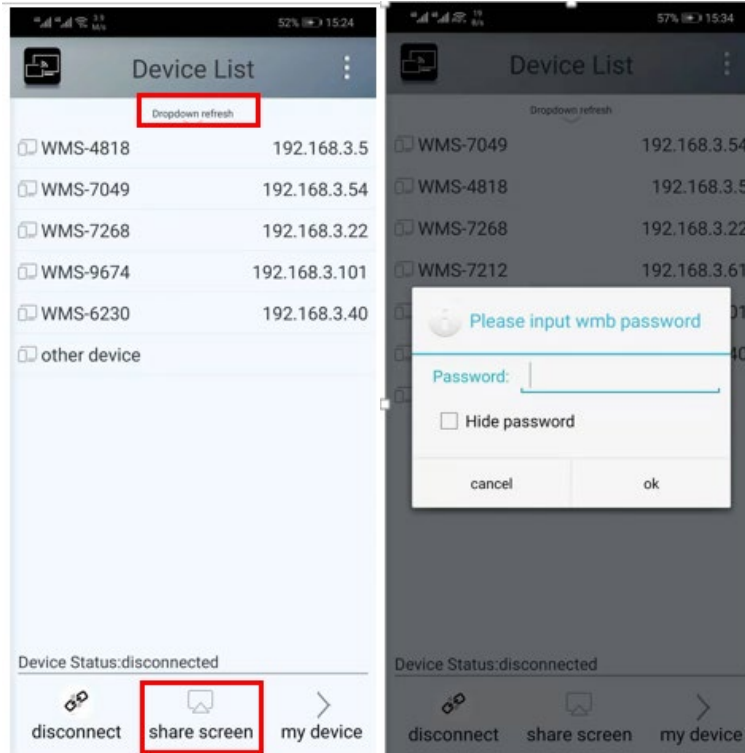 3.9
M/s
52% 15:24
Device List
Dropdown refresh
WMS-4818 192.168.3.5
WMS-7049 192.168.3.54
WMS-7268 192.168.3.22
WMS-9674 192.168.3.101
WMS-6230 192.168.3.40
other device
Device Status:disconnected
disconnect share screen my device
19
57% 15:34
Device List
Dropdown refresh
WMS-7049 192.168.3.54
WMS-4818 192.168.3.5
WMS-7268 192.168.3.22
WMS-7212 192.168.3.61
Please input wmb password
Password:
Hide password
cancel ok
Device Status:disconnected
disconnect share screen my device